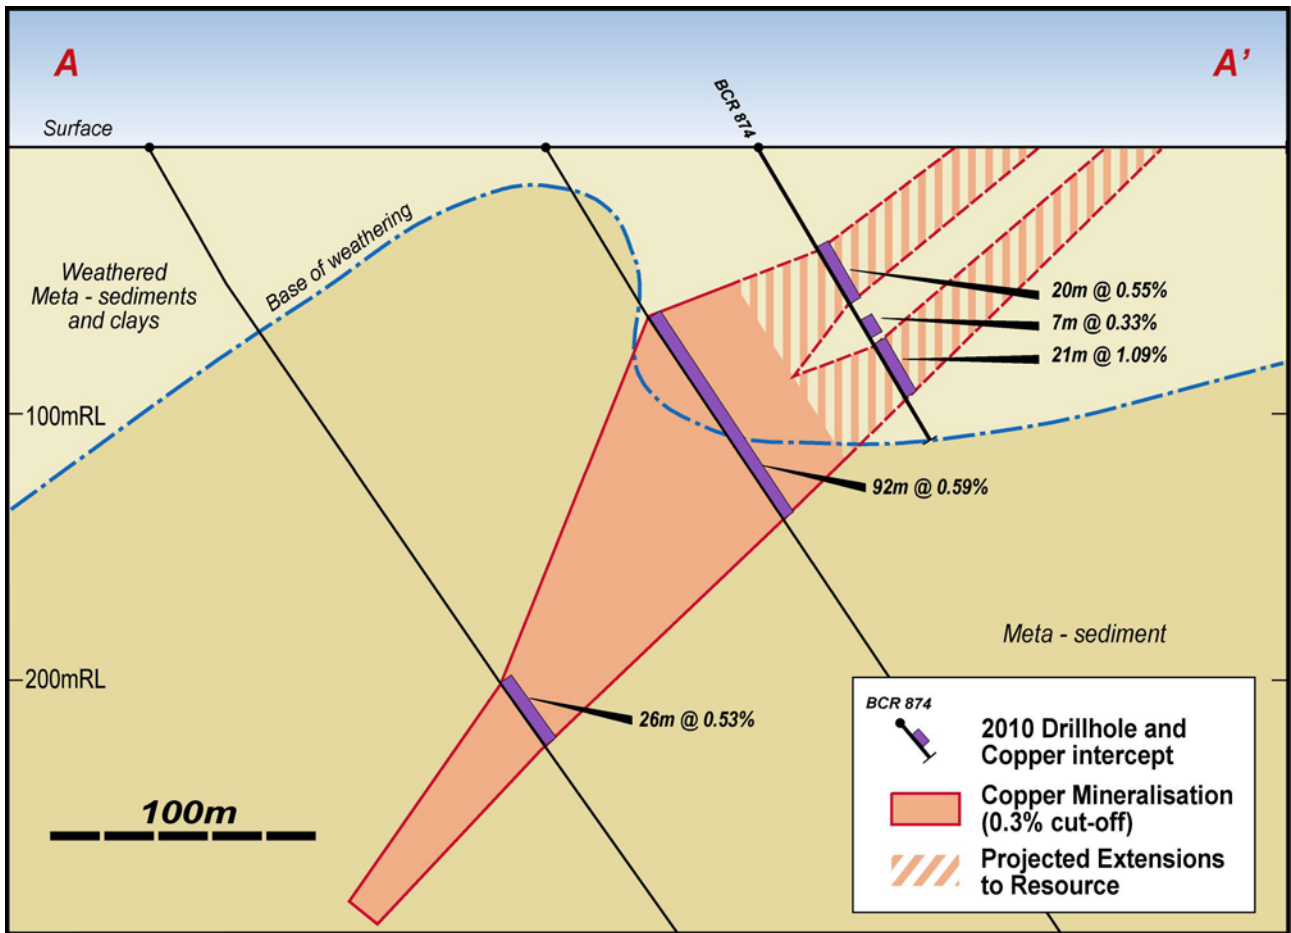 A
A’
BCR 874
Surface
Base of weathering
Weathered
Meta - sediments
and clays
20m @ 0.55%
7m @ 0.33%
21m @ 1.09%
100mRL
92m @ 0.59%
Meta - sediment
200mRL
26m @ 0.53%
100m
BCR 874
2010 Drillhole and
Copper intercept
Copper Mineralisation
(0.3% cut-off)
Projected Extensions
to Resource